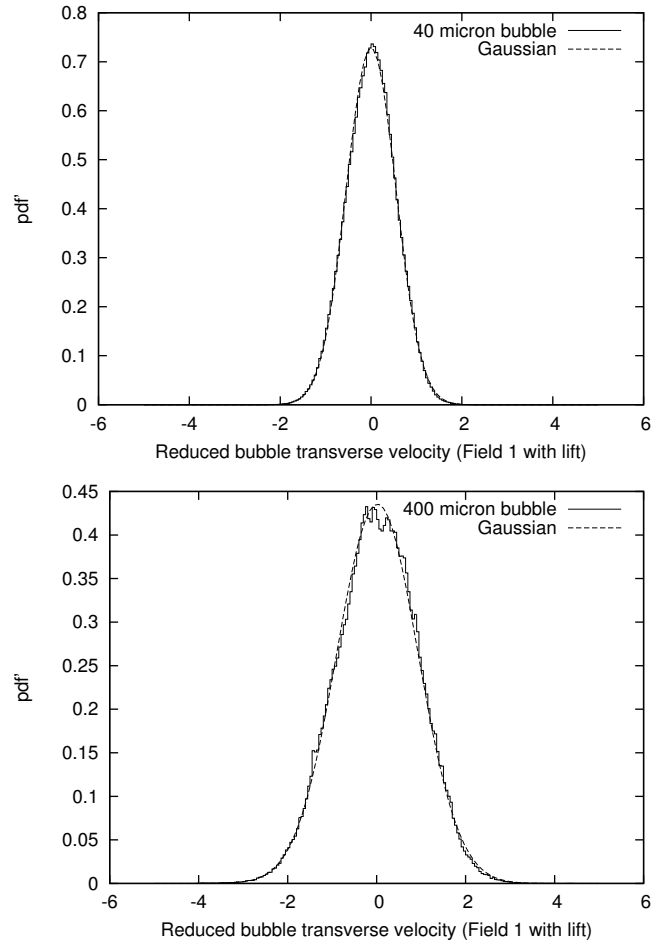 0.8
0.7
0.6
0.5
0.4
0.3
0.2
0.1
0
pdf'
40 micron bubble
Gaussian
-6 -4 -2 0 2 4 6
Reduced bubble transverse velocity (Field 1 with lift)
0.45
0.4
0.35
0.3
0.25
0.2
0.15
0.1
0.05
0
pdf'
400 micron bubble
Gaussian
-6 -4 -2 0 2 4 6
Reduced bubble transverse velocity (Field 1 with lift)